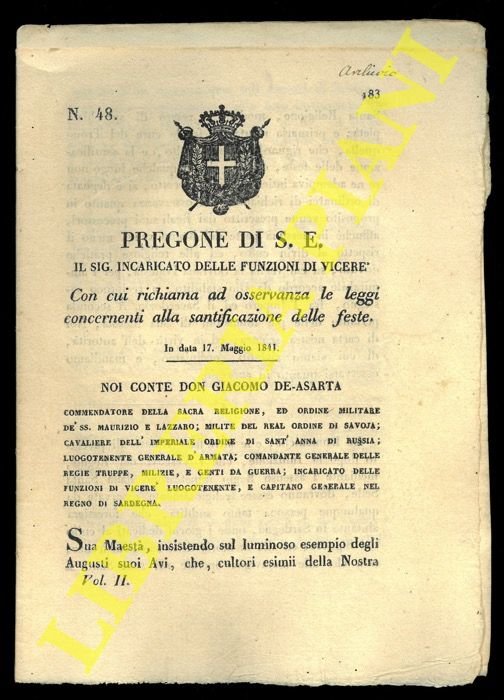 Archivio
183
N. 48.
PREGONE DI S. E.
IL SIG. INCARICATO DELLE FUNZIONI DI VICERE'
Con cui richiama ad osservanza le leggi
concernenti alla santificazione delle feste.
In data 17. Maggio 1841.
NOI CONTE DON GIACOMO DE-ASARTA
COMMENDATORE DELLA SACRA RELIGIONE, ED ORDINE MILITARE
DE' SS. MAURIZIO E LAZZARO; MILITE DEL REAL ORDINE DI SAVOJA;
CAVALIERE DELL' IMPERIALE ORDINE DI SANT' ANNA DI RUSSIA;
LUOGOTENENTE GENERALE D'ARMATA; COMANDANTE GENERALE DELLE
REGIE TRUPPE, MILIZIE, E GENTI DA GUERRA; INCARICATO DELLE
FUNZIONI DI VICERE' LUOGOTENENTE, E CAPITANO GENERALE NEL
REGNO DI SARDEGNA.
Sua Maestà, insistendo sul luminoso esempio degli
Augusti suoi Avi, che, cultori esimii della Nostra
Vol. II.
LIBRERIA TATIANI